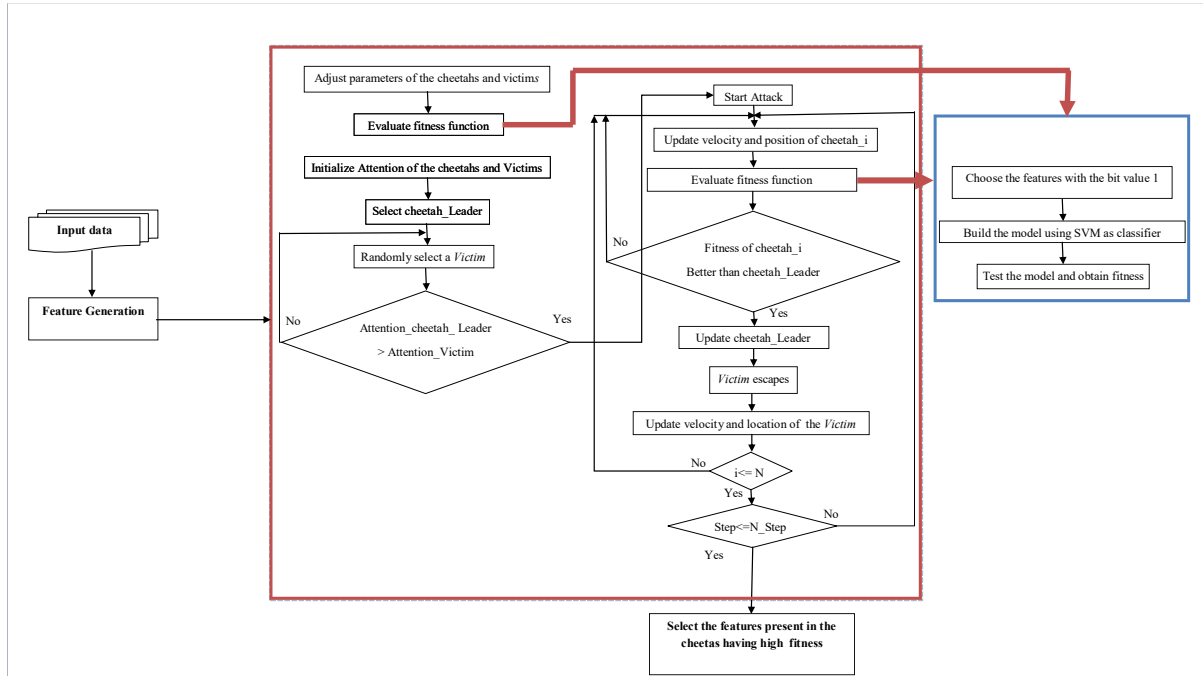 Input data
Feature Generation
Adjust parameters of the cheetahs and victims
Evaluate fitness function
Initialize Attention of the cheetahs and Victims
Select cheetah_Leader
Randomly select a Victim
No
Attention_cheetah_ Leader
> Attention_Victim
Yes
Start Attack
Update velocity and position of cheetah_i
Evaluate fitness function
No
Fitness of cheetah_i
Better than cheetah_Leader
Yes
Update cheetah_Leader
Victim escapes
Update velocity and location of the Victim
No
i<= N
Yes
Step<=N_Step
No
Yes
Select the features present in the
cheetas having high fitness
Choose the features with the bit value 1
Build the model using SVM as classifier
Test the model and obtain fitness